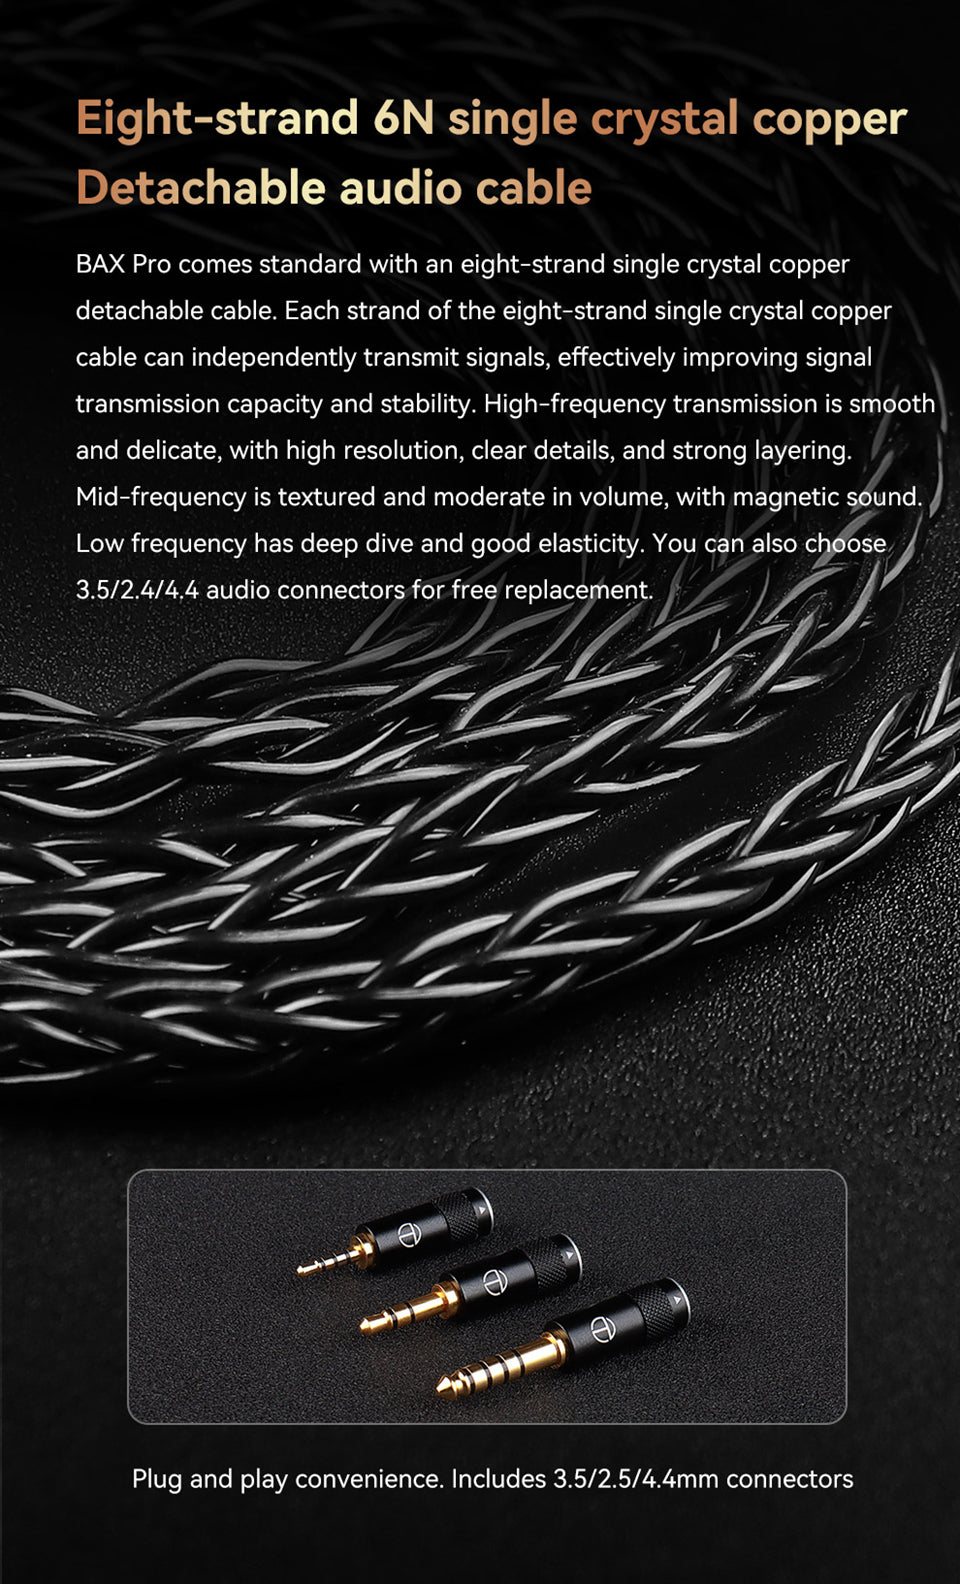 Eight-strand 6N single crystal copper
Detachable audio cable
BAX Pro comes standard with an eight-strand single crystal copper
detachable cable. Each strand of the eight-strand single crystal copper
cable can independently transmit signals, effectively improving signal
transmission capacity and stability. High-frequency transmission is smooth
and delicate, with high resolution, clear details, and strong layering.
Mid-frequency is textured and moderate in volume, with magnetic sound.
Low frequency has deep dive and good elasticity. You can also choose
3.5/2.4/4.4 audio connectors for free replacement.
Plug and play convenience. Includes 3.5/2.5/4.4mm connectors